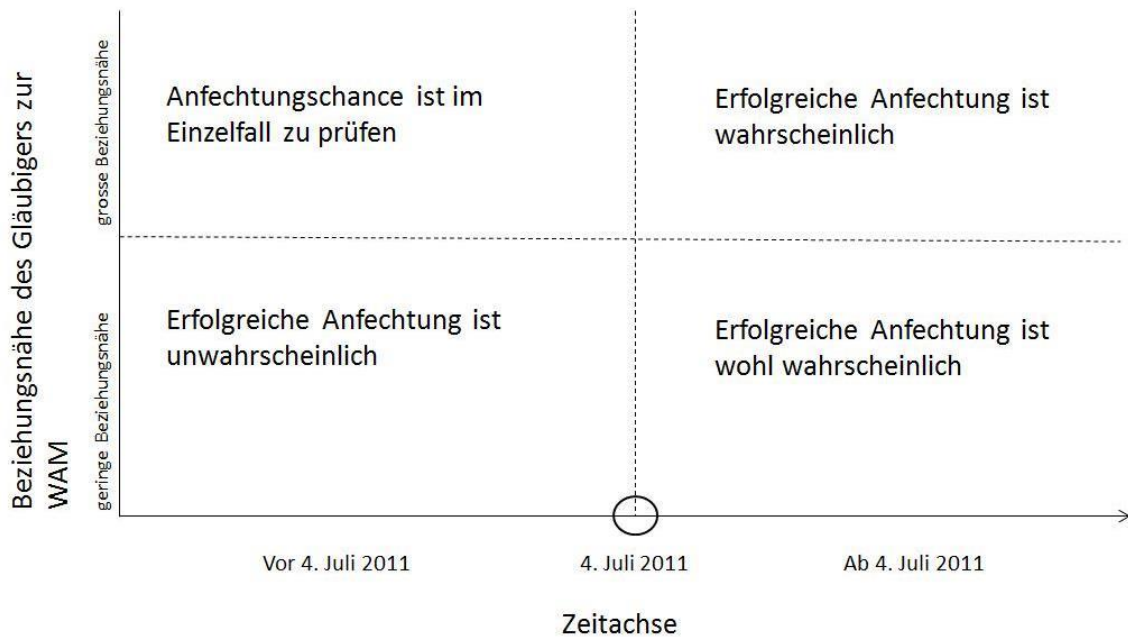 Beziehungsnähe des Gläubigers zur
WAM
grosse Beziehungsnähe
geringe Beziehungsnähe
Anfechtungschance ist im
Einzelfall zu prüfen
Erfolgreiche Anfechtung ist
wahrscheinlich
Erfolgreiche Anfechtung ist
unwahrscheinlich
Erfolgreiche Anfechtung ist
wohl wahrscheinlich
Vor 4. Juli 2011
4. Juli 2011
Ab 4. Juli 2011
Zeitachse